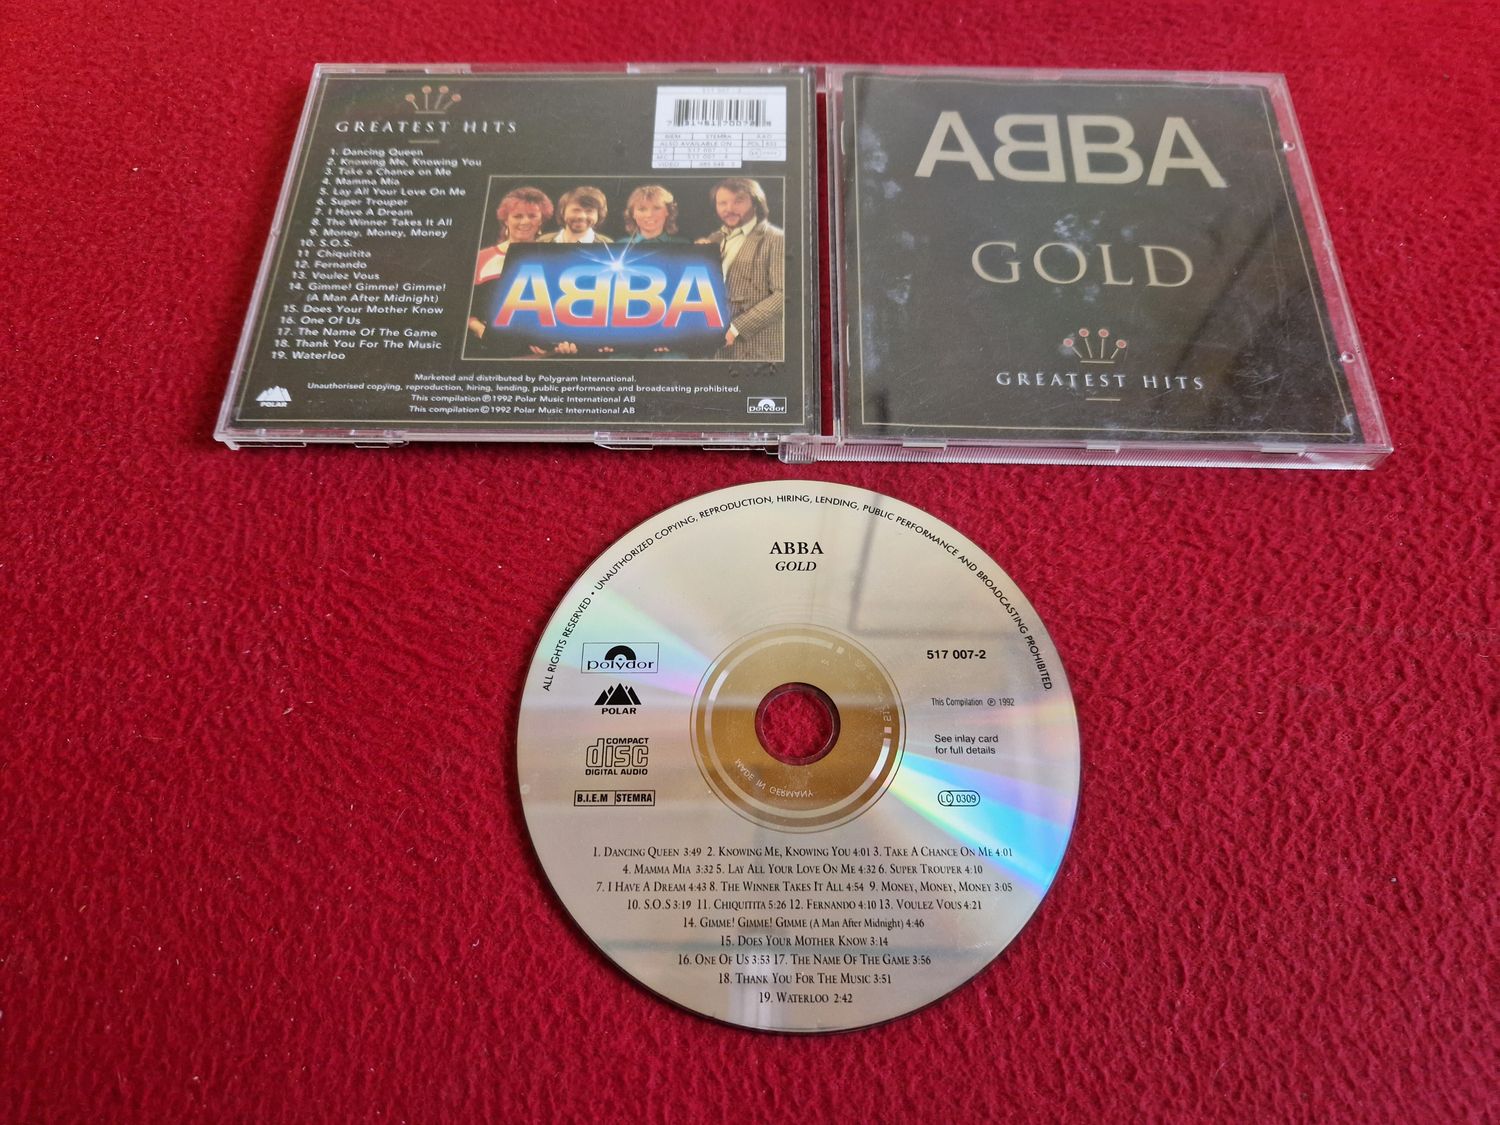 GREATEST HITS
1. Dancing Queen
2. Knowing Me, Knowing You
3. Take a Chance on Me
4. Mamma Mia
5. Lay All Your Love On Me
6. Super Trouper
7. I Have A Dream
8. The Winner Takes It All
9. Money, Money, Money
10. S.O.S.
11 Chiquitita
12. Fernando
13. Voulez Vous
14. Gimme! Gimme! Gimme!
(A Man After Midnight)
15. Does Your Mother Know
16. One Of Us
17. The Name Of The Game
18. Thank You For The Music
19. Waterloo
BIEM STEMRA
ALSO AVAILABLE ON
LP 517 007 - 1
MC 517 007 - 4
VIDEO
ABBA
Marketed and distributed by Polygram International.
Unauthorised copying, reproduction, hiring, lending, public performance and broadcasting prohibited.
This compilation ℗ 1992 Polar Music International AB
This compilation © 1992 Polar Music International AB
POLAR
polydor
ABBA
GOLD
GREATEST HITS
ALL RIGHTS RESERVED • UNAUTHORIZED COPYING, REPRODUCTION, HIRING, LENDING, PUBLIC PERFORMANCE AND BROADCASTING PROHIBITED.
ABBA
GOLD
polydor
POLAR
COMPACT
disc
DIGITAL AUDIO
B.I.E.M STEMRA
517 007-2
This Compilation ℗ 1992
See inlay card
for full details
LC 0309
MADE IN GERMANY
1. DANCING QUEEN 3:49 2. KNOWING ME, KNOWING YOU 4:01 3. TAKE A CHANCE ON ME 4:01
4. MAMMA MIA 3:32 5. LAY ALL YOUR LOVE ON ME 4:32 6. SUPER TROUPER 4:10
7. I HAVE A DREAM 4:43 8. THE WINNER TAKES IT ALL 4:54 9. MONEY, MONEY, MONEY 3:05
10. S.O.S 3:19 11. CHIQUITITA 5:26 12. FERNANDO 4:10 13. VOULEZ VOUS 4:21
14. GIMME! GIMME! GIMME (A Man After Midnight) 4:46
15. DOES YOUR MOTHER KNOW 3:14
16. ONE OF US 3:53 17. THE NAME OF THE GAME 3:56
18. THANK YOU FOR THE MUSIC 3:51
19. WATERLOO 2:42